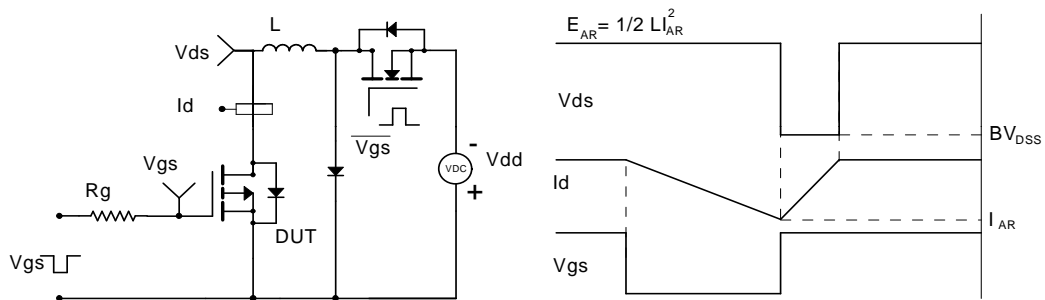 L
Vds
Id
Vgs
Vgs
Rg
DUT
Vgs
-
VDC
+
Vdd
E_AR = 1/2 LI_AR^2
Vds
BV_DSS
Id
I_AR
Vgs